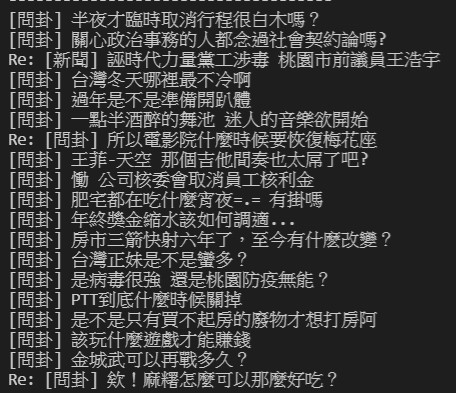 [問卦] 半夜才臨時取消行程很白木嗎？
[問卦] 關心政治事務的人都念過社會契約論嗎?
Re: [新聞] 誣時代力量黨工涉毒 桃園市前議員王浩宇
[問卦] 台灣冬天哪裡最不冷啊
[問卦] 過年是不是準備開趴體
[問卦] 一點半酒醉的舞池 迷人的音樂欲開始
Re: [問卦] 所以電影院什麼時候要恢復梅花座
[問卦] 王菲-天空 那個吉他間奏也太屌了吧?
[問卦] 慟 公司核委會取消員工核利金
[問卦] 肥宅都在吃什麼宵夜=.= 有掛嗎
[問卦] 年終獎金縮水該如何調適...
[問卦] 房市三箭快射六年了，至今有什麼改變？
[問卦] 台灣正妹是不是蠻多？
[問卦] 是病毒很強 還是桃園防疫無能？
[問卦] PTT到底什麼時候關掉
[問卦] 是不是只有買不起房的廢物才想打房阿
[問卦] 該玩什麼遊戲才能賺錢
[問卦] 金城武可以再戰多久？
Re: [問卦] 欸！麻糬怎麼可以那麼好吃？